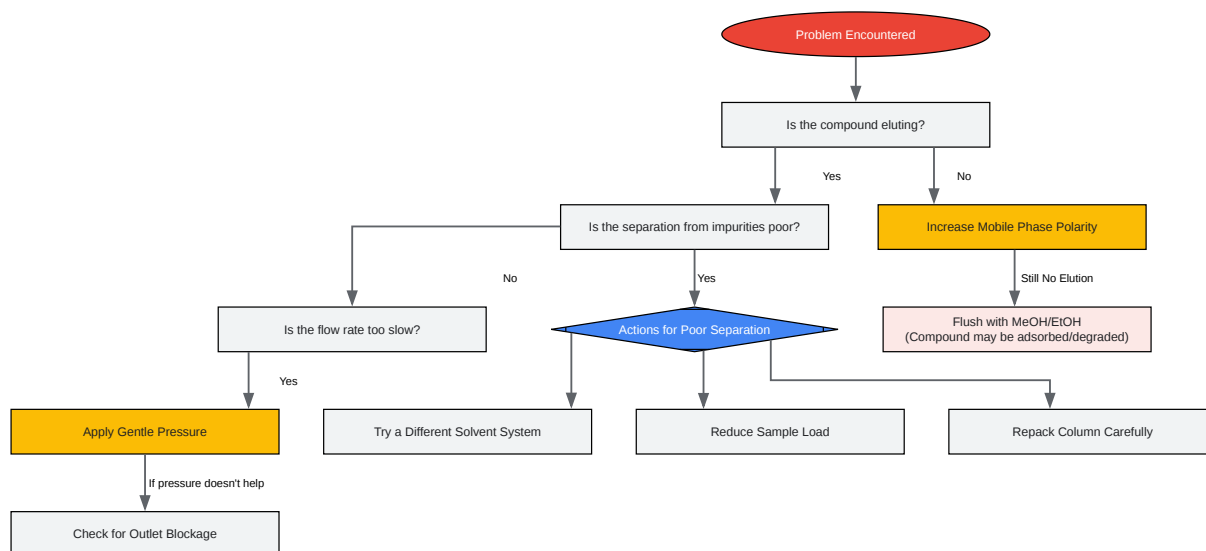 Problem Encountered
Is the compound eluting?
Yes
No
Is the separation from impurities poor?
Increase Mobile Phase Polarity
No
Yes
Still No Elution
Is the flow rate too slow?
Actions for Poor Separation
Flush with MeOH/EtOH
(Compound may be adsorbed/degraded)
Yes
Apply Gentle Pressure
Try a Different Solvent System
Reduce Sample Load
Repack Column Carefully
If pressure doesn't help
Check for Outlet Blockage